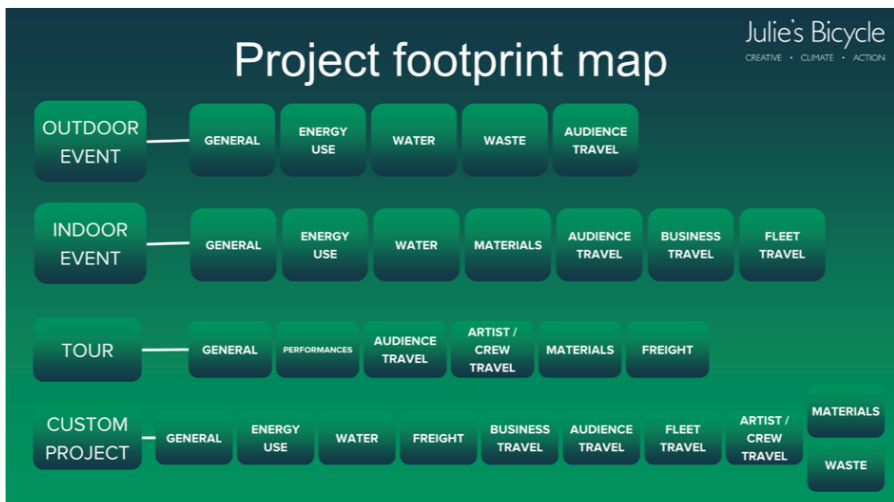 Julie's Bicycle
CREATIVE • CLIMATE • ACTION
Project footprint map
OUTDOOR
EVENT
GENERAL
ENERGY
USE
WATER
WASTE
AUDIENCE
TRAVEL
INDOOR
EVENT
GENERAL
ENERGY
USE
WATER
MATERIALS
AUDIENCE
TRAVEL
BUSINESS
TRAVEL
FLEET
TRAVEL
TOUR
GENERAL
PERFORMANCES
AUDIENCE
TRAVEL
ARTIST /
CREW
TRAVEL
MATERIALS
FREIGHT
CUSTOM
PROJECT
GENERAL
ENERGY
USE
WATER
FREIGHT
BUSINESS
TRAVEL
AUDIENCE
TRAVEL
FLEET
TRAVEL
ARTIST /
CREW
TRAVEL
MATERIALS
WASTE